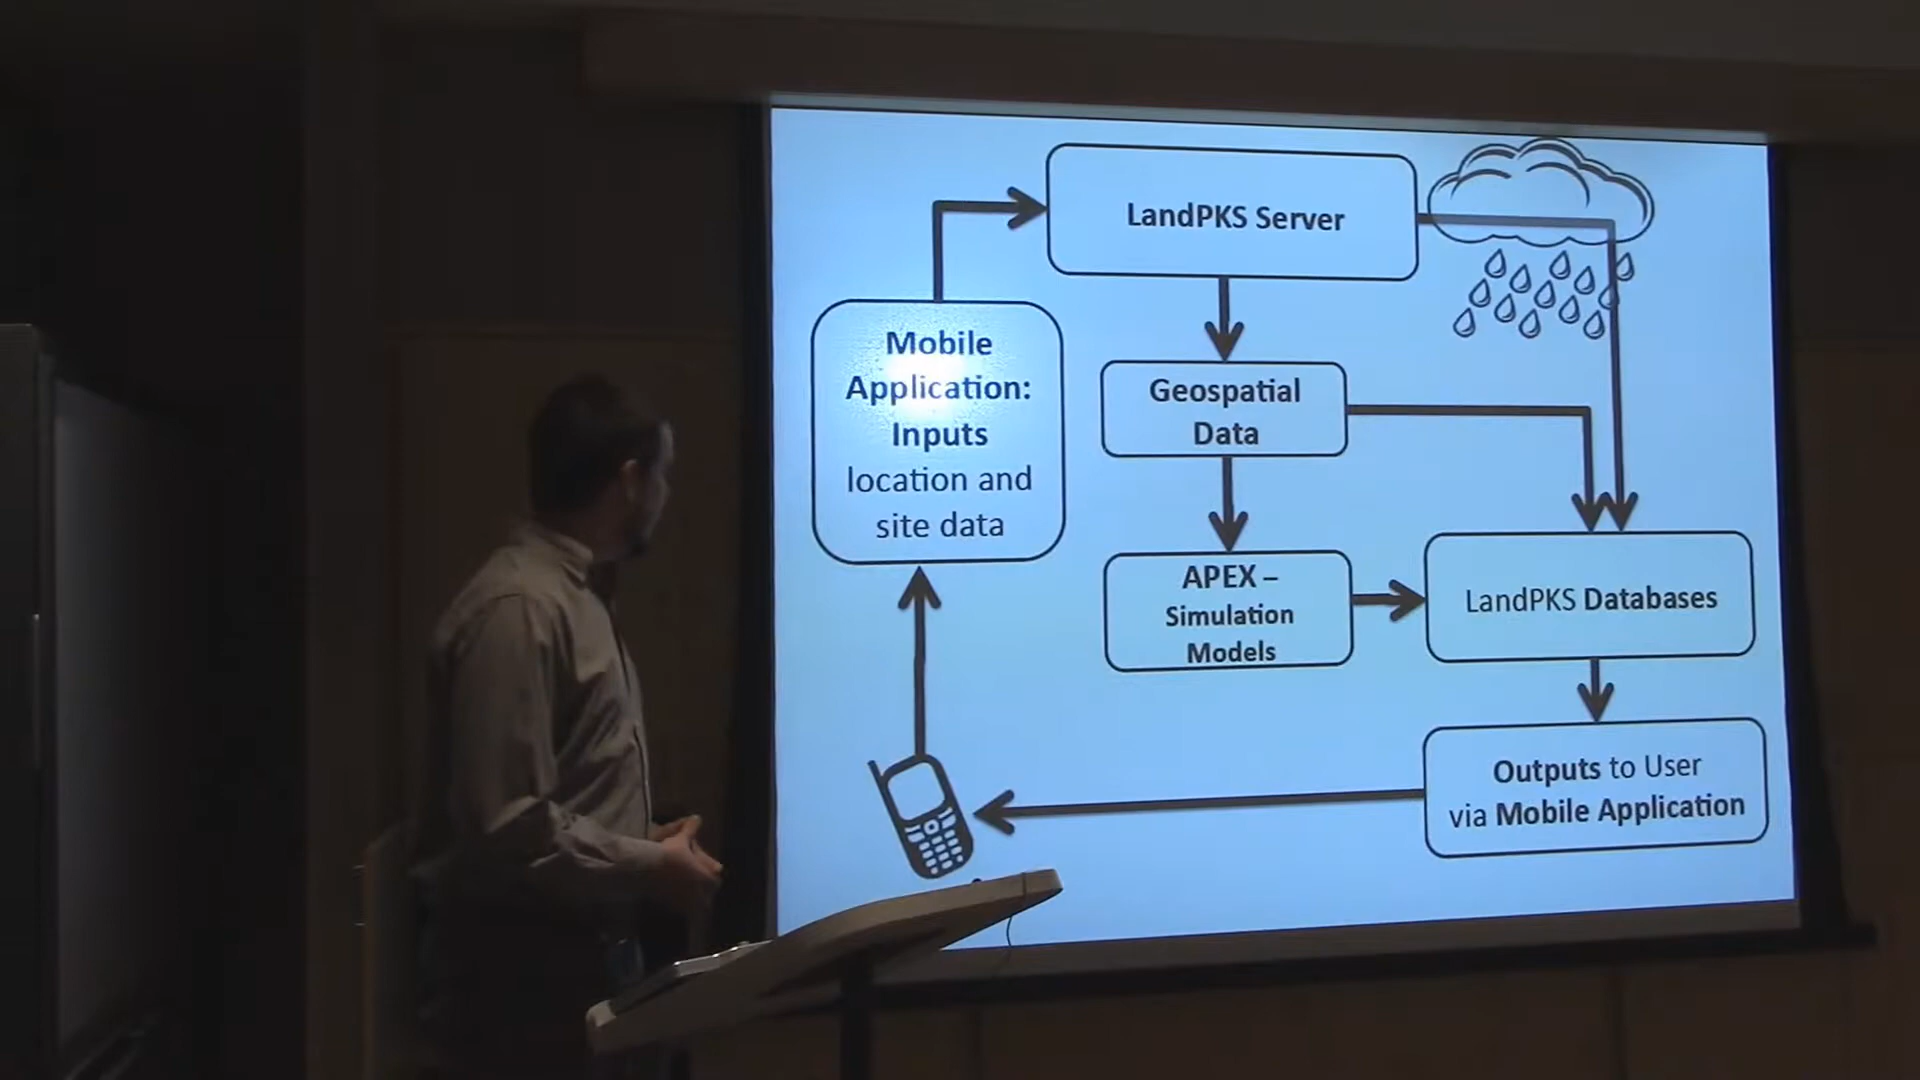 LandPKS Server
Mobile
Application:
Inputs
location and
site data
Geospatial
Data
APEX –
Simulation
Models
LandPKS Databases
Outputs to User
via Mobile Application